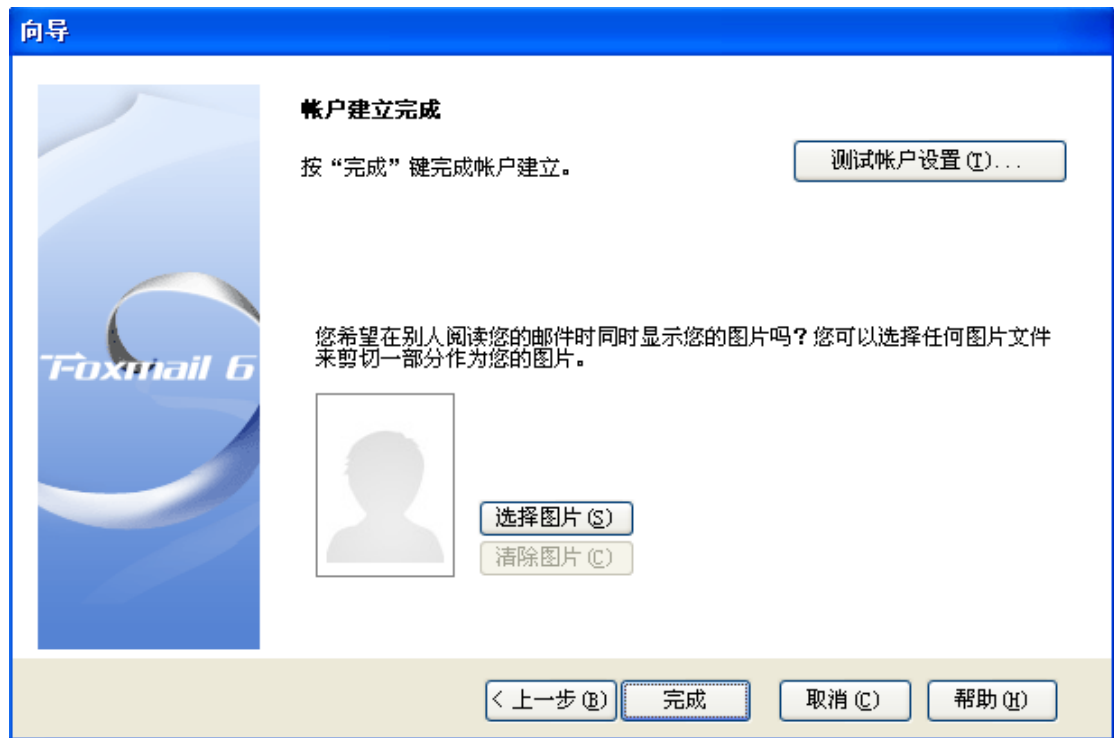 向导
帐户建立完成
按“完成”键完成帐户建立。
测试帐户设置(T)...
您希望在别人阅读您的邮件时同时显示您的图片吗？您可以选择任何图片文件
来剪切一部分作为您的图片。
Foxmail 6
选择图片(S)
清除图片(C)
< 上一步(B)
完成
取消(C)
帮助(H)